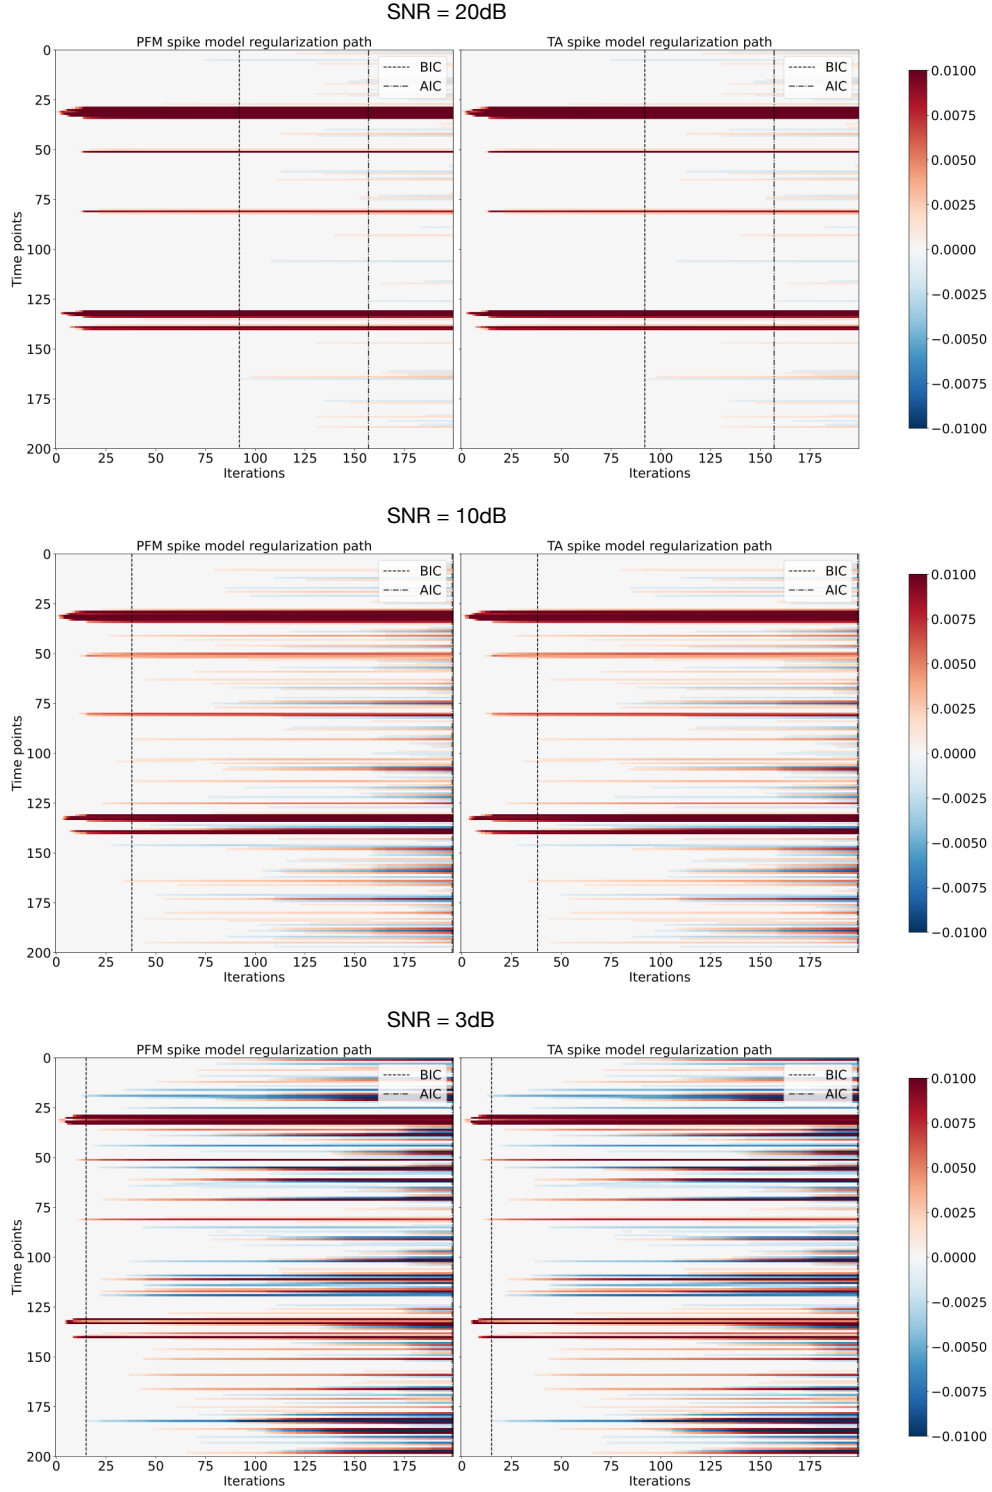 SNR = 20dB
PFM spike model regularization path
TA spike model regularization path
BIC
AIC
BIC
AIC
0
25
50
75
100
125
150
175
200
Time points
0 25 50 75 100 125 150 175
Iterations
0 25 50 75 100 125 150 175
Iterations
0.0100
0.0075
0.0050
0.0025
0.0000
−0.0025
−0.0050
−0.0075
−0.0100
SNR = 10dB
PFM spike model regularization path
TA spike model regularization path
BIC
AIC
BIC
AIC
0
25
50
75
100
125
150
175
200
Time points
0 25 50 75 100 125 150 175
Iterations
0 25 50 75 100 125 150 175
Iterations
0.0100
0.0075
0.0050
0.0025
0.0000
−0.0025
−0.0050
−0.0075
−0.0100
SNR = 3dB
PFM spike model regularization path
TA spike model regularization path
BIC
AIC
BIC
AIC
0
25
50
75
100
125
150
175
200
Time points
0 25 50 75 100 125 150 175
Iterations
0 25 50 75 100 125 150 175
Iterations
0.0100
0.0075
0.0050
0.0025
0.0000
−0.0025
−0.0050
−0.0075
−0.0100